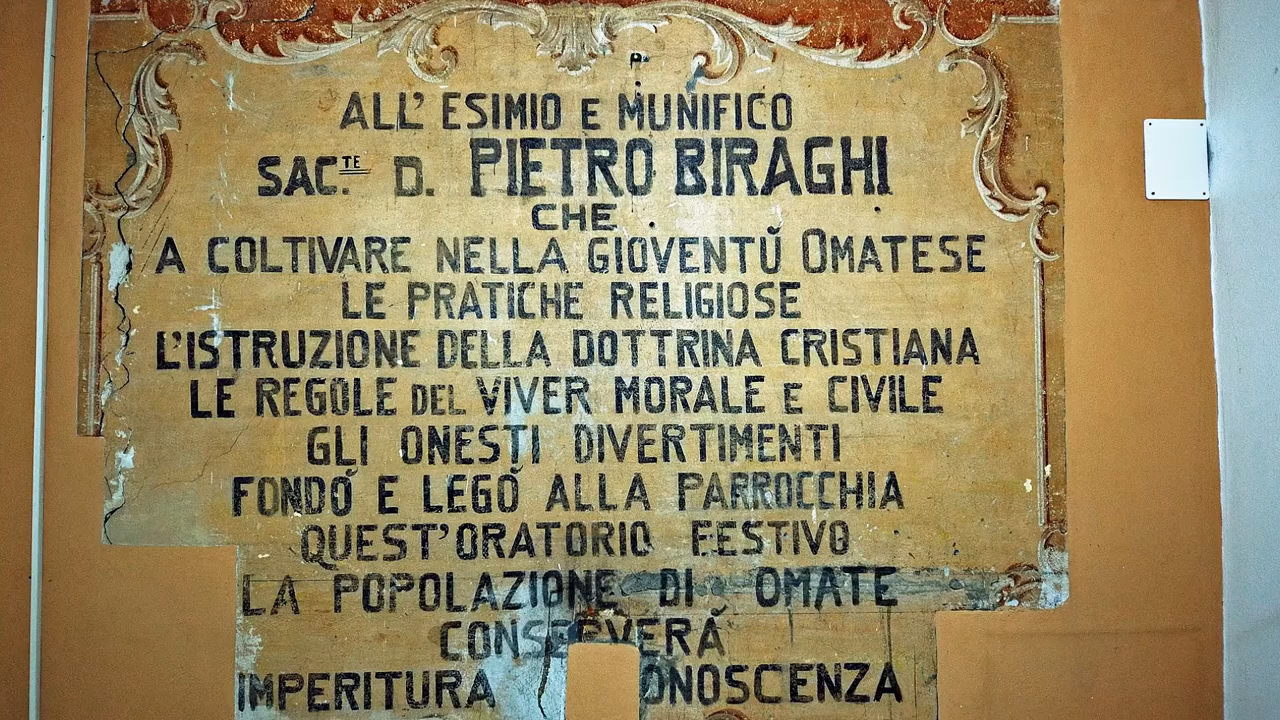 ALL' ESIMIO E MUNIFICO
SAC.TE D. PIETRO BIRAGHI
CHE
A COLTIVARE NELLA GIOVENTÙ OMATESE
LE PRATICHE RELIGIOSE
L'ISTRUZIONE DELLA DOTTRINA CRISTIANA
LE REGOLE DEL VIVER MORALE E CIVILE
GLI ONESTI DIVERTIMENTI
FONDÒ E LEGÒ ALLA PARROCCHIA
QUEST'ORATORIO FESTIVO
LA POPOLAZIONE DI OMATE
CONSERVERÁ
IMPERITURA ONOSCENZA